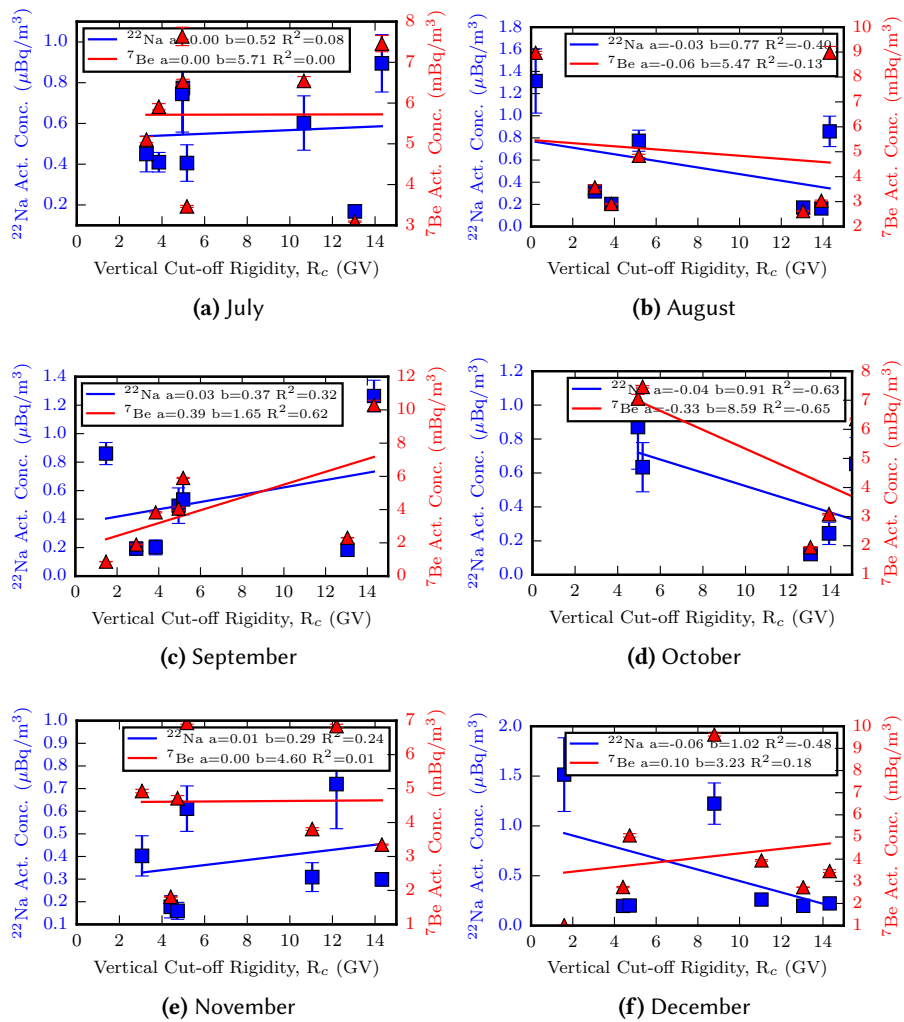 ²²Na Act. Conc. (μBq/m³)
1.0
0.8
0.6
0.4
0.2
²²Na a=0.00 b=0.52 R²=0.08
⁷Be a=0.00 b=5.71 R²=0.00
8
7
6
5
4
3
⁷Be Act. Conc. (mBq/m³)
0 2 4 6 8 10 12 14
Vertical Cut-off Rigidity, R_c (GV)
(a) July
²²Na Act. Conc. (μBq/m³)
1.8
1.6
1.4
1.2
1.0
0.8
0.6
0.4
0.2
0.0
²²Na a=-0.03 b=0.77 R²=-0.40
⁷Be a=-0.06 b=5.47 R²=-0.13
10
9
8
7
6
5
4
3
2
⁷Be Act. Conc. (mBq/m³)
0 2 4 6 8 10 12 14
Vertical Cut-off Rigidity, R_c (GV)
(b) August
²²Na Act. Conc. (μBq/m³)
1.4
1.2
1.0
0.8
0.6
0.4
0.2
0.0
²²Na a=0.03 b=0.37 R²=0.32
⁷Be a=0.39 b=1.65 R²=0.62
12
10
8
6
4
2
0
⁷Be Act. Conc. (mBq/m³)
0 2 4 6 8 10 12 14
Vertical Cut-off Rigidity, R_c (GV)
(c) September
²²Na Act. Conc. (μBq/m³)
1.2
1.0
0.8
0.6
0.4
0.2
0.0
a=-0.04 b=0.91 R²=-0.63
⁷Be a=-0.33 b=8.59 R²=-0.65
8
7
6
5
4
3
2
1
⁷Be Act. Conc. (mBq/m³)
0 2 4 6 8 10 12 14
Vertical Cut-off Rigidity, R_c (GV)
(d) October
²²Na Act. Conc. (μBq/m³)
1.0
0.9
0.8
0.7
0.6
0.5
0.4
0.3
0.2
0.1
²²Na a=0.01 b=0.29 R²=0.24
⁷Be a=0.00 b=4.60 R²=0.01
7
6
5
4
3
2
1
⁷Be Act. Conc. (mBq/m³)
0 2 4 6 8 10 12 14
Vertical Cut-off Rigidity, R_c (GV)
(e) November
²²Na Act. Conc. (μBq/m³)
2.0
1.5
1.0
0.5
0.0
²²Na a=-0.06 b=1.02 R²=-0.48
⁷Be a=0.10 b=3.23 R²=0.18
10
9
8
7
6
5
4
3
2
1
⁷Be Act. Conc. (mBq/m³)
0 2 4 6 8 10 12 14
Vertical Cut-off Rigidity, R_c (GV)
(f) December